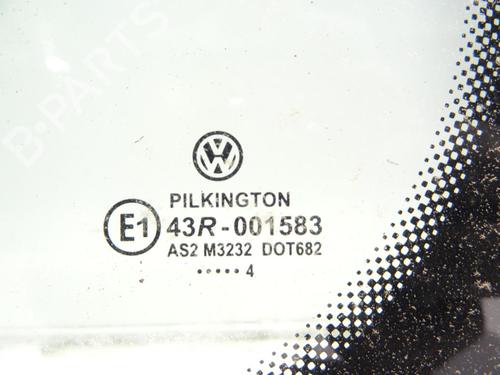 B-PARTS
PILKINGTON
E1 43R-001583
AS2 M3232 DOT682
..... 4